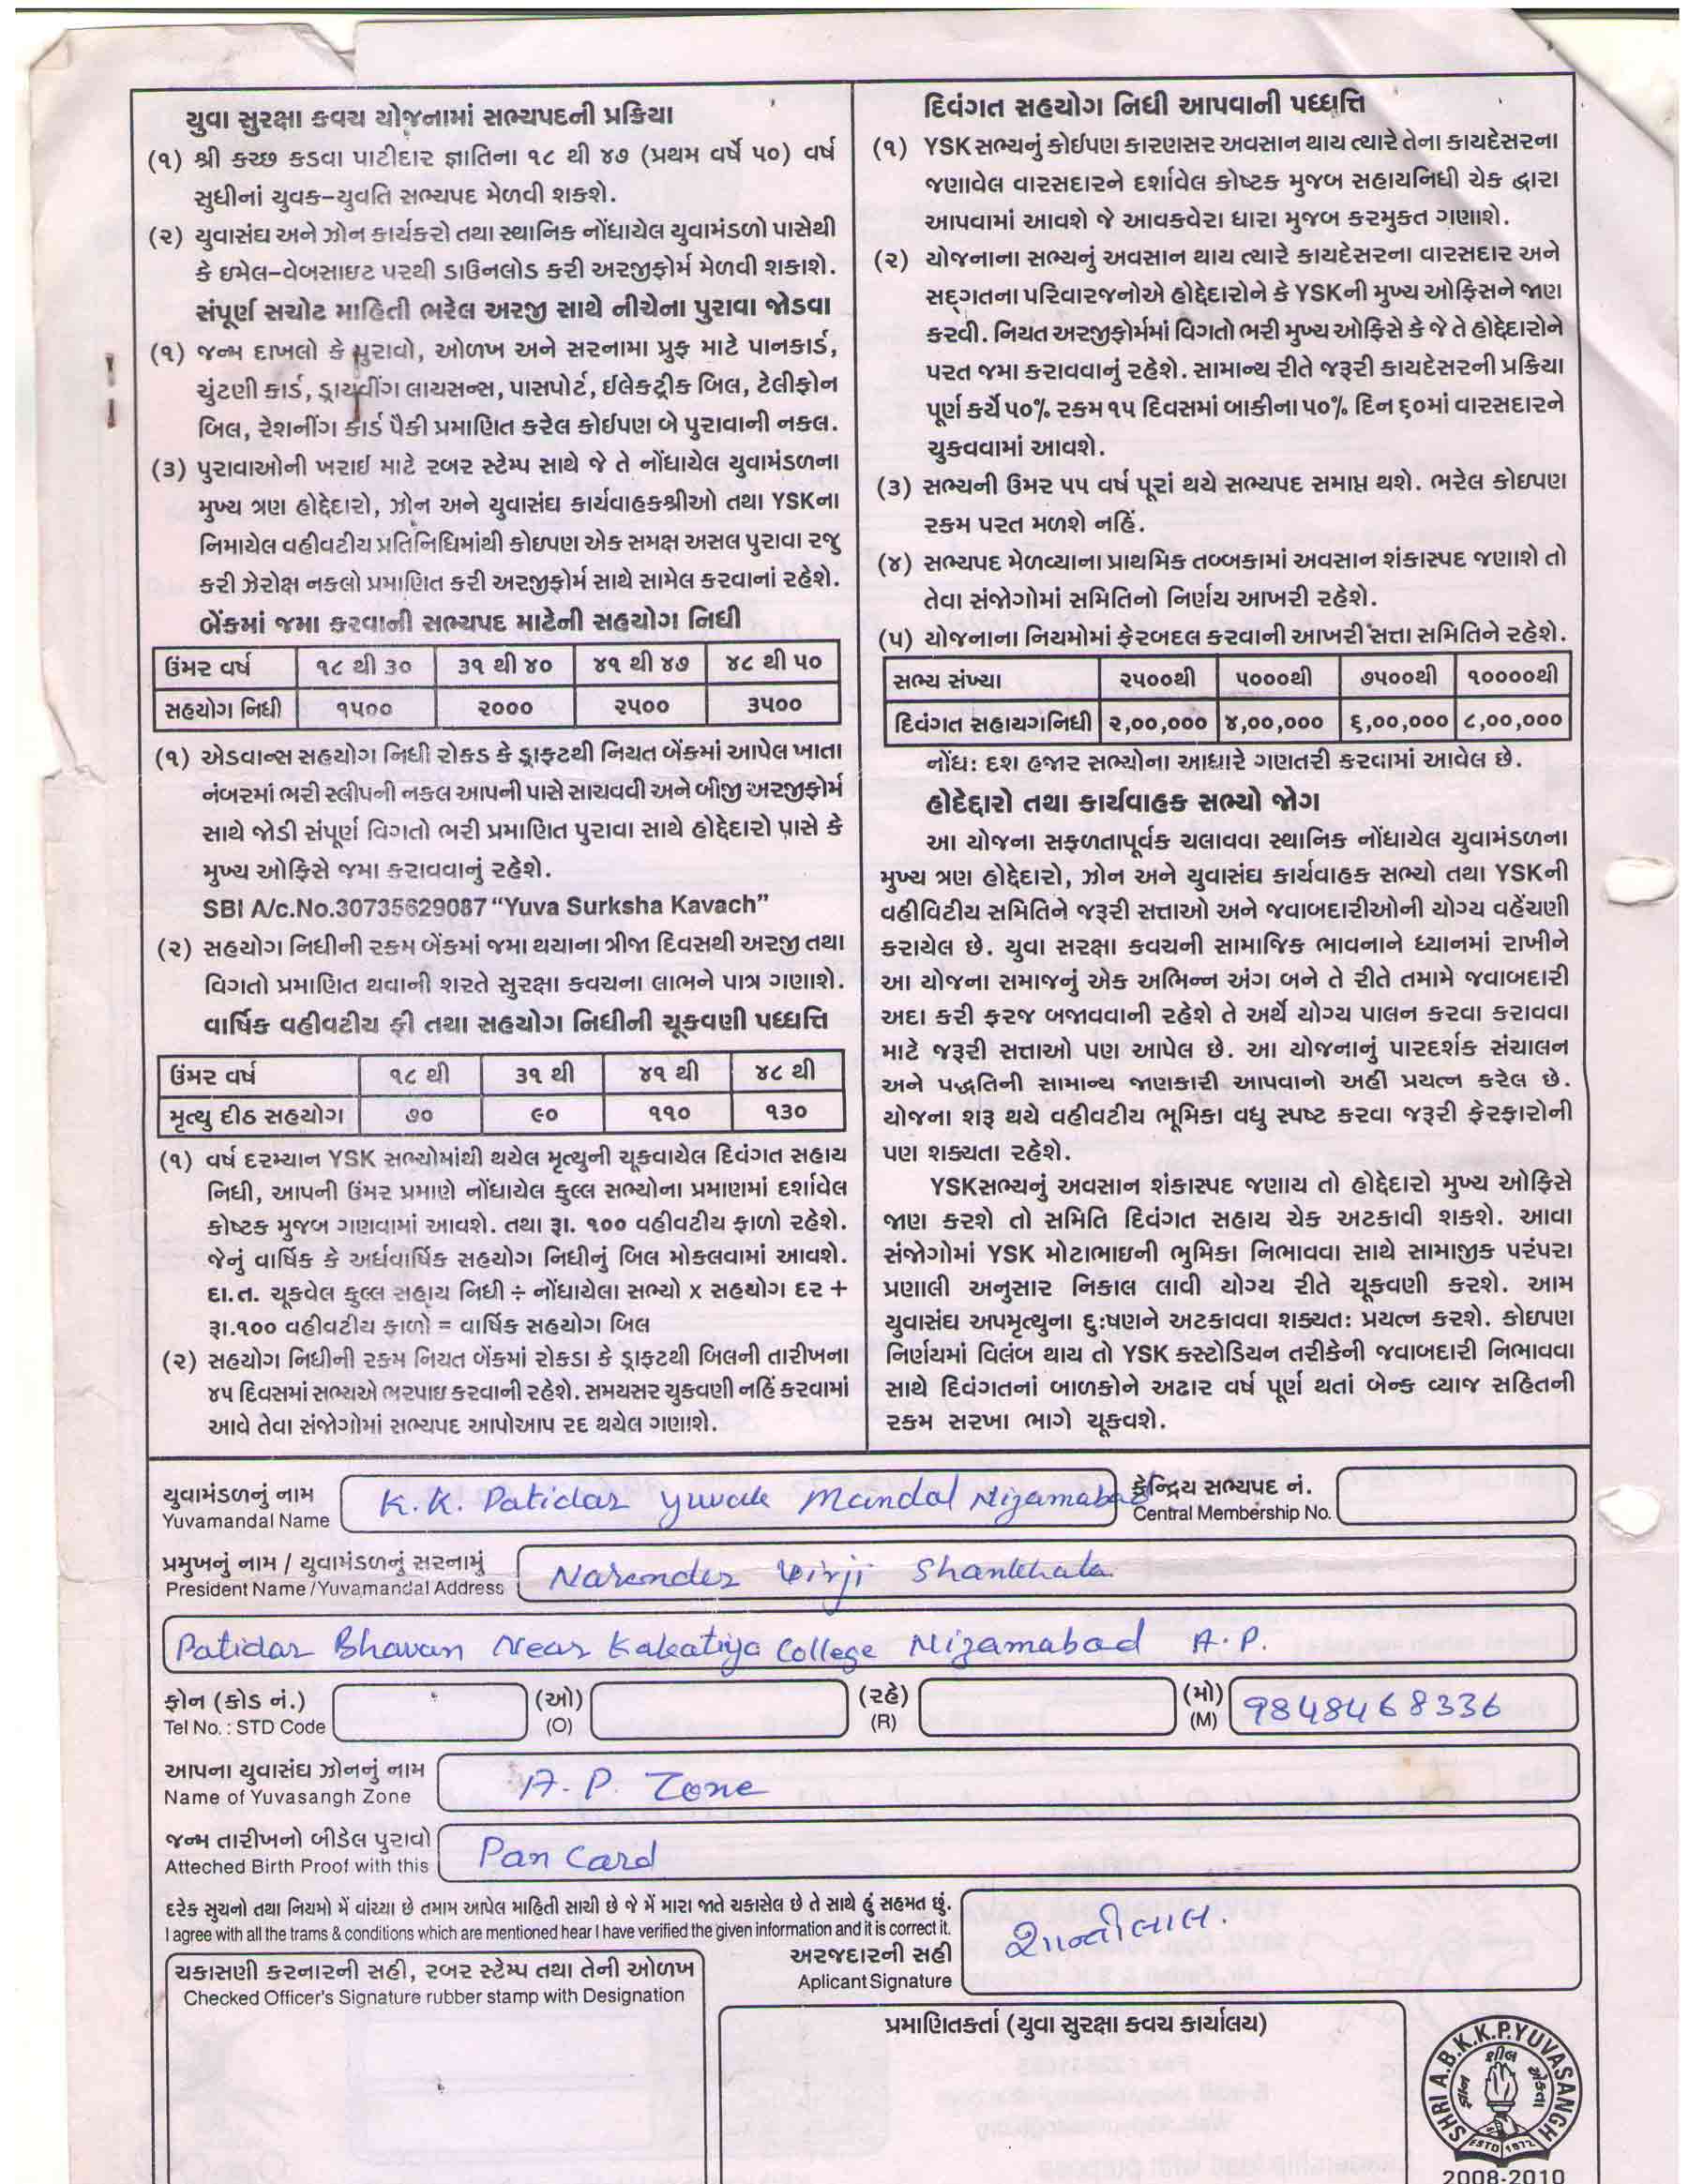 યુવા સુરક્ષા કવચ યોજનામાં સભ્યપદની પ્રક્રિયા
(૧) શ્રી કચ્છ કડવા પાટીદાર જ્ઞાતિના ૧૮ થી ૪૭ (પ્રથમ વર્ષે ૫૦) વર્ષ
સુધીનાં યુવક–યુવતિ સભ્યપદ મેળવી શકશે.
(૨) યુવાસંઘ અને ઝોન કાર્યકરો તથા સ્થાનિક નોંધાયેલ યુવામંડળો પાસેથી
કે ઇમેલ–વેબસાઇટ પરથી ડાઉનલોડ કરી અરજીફોર્મ મેળવી શકાશે.
સંપૂર્ણ સચોટ માહિતી ભરેલ અરજી સાથે નીચેના પુરાવા જોડવા
(૧) જન્મ દાખલો કે પુરાવો, ઓળખ અને સરનામા પ્રુફ માટે પાનકાર્ડ,
ચુંટણી કાર્ડ, ડ્રાયવીંગ લાયસન્સ, પાસપોર્ટ, ઈલેકટ્રીક બિલ, ટેલીફોન
બિલ, રેશનીંગ કાર્ડ પૈકી પ્રમાણિત કરેલ કોઈપણ બે પુરાવાની નકલ.
(૩) પુરાવાઓની ખરાઇ માટે રબર સ્ટેમ્પ સાથે જે તે નોંધાયેલ યુવામંડળના
મુખ્ય ત્રણ હોદ્દેદારો, ઝોન અને યુવાસંઘ કાર્યવાહકશ્રીઓ તથા YSKના
નિમાયેલ વહીવટીય પ્રતિનિધિમાંથી કોઇપણ એક સમક્ષ અસલ પુરાવા રજુ
કરી ઝેરોક્ષ નકલો પ્રમાણિત કરી અરજીફોર્મ સાથે સામેલ કરવાનાં રહેશે.
બેંકમાં જમા કરવાની સભ્યપદ માટેની સહયોગ નિધી
ઉંમર વર્ષ ૧૮ થી ૩૦ ૩૧ થી ૪૦ ૪૧ થી ૪૭ ૪૮ થી ૫૦
સહયોગ નિધી ૧૫૦૦ ૨૦૦૦ ૨૫૦૦ ૩૫૦૦
(૧) એડવાન્સ સહયોગ નિધી રોકડ કે ડ્રાફટથી નિયત બેંકમાં આપેલ ખાતા
નંબરમાં ભરી સ્લીપની નકલ આપની પાસે સાચવવી અને બીજી અરજીફોર્મ
સાથે જોડી સંપૂર્ણ વિગતો ભરી પ્રમાણિત પુરાવા સાથે હોદ્દેદારો પાસે કે
મુખ્ય ઓફિસે જમા કરાવવાનું રહેશે.
SBI A/c.No.30735629087 “Yuva Surksha Kavach”
(૨) સહયોગ નિધીની રકમ બેંકમાં જમા થયાના ત્રીજા દિવસથી અરજી તથા
વિગતો પ્રમાણિત થવાની શરતે સુરક્ષા કવચના લાભને પાત્ર ગણાશે.
વાર્ષિક વહીવટીય ફી તથા સહયોગ નિધીની ચૂકવણી પધ્ધત્તિ
ઉંમર વર્ષ ૧૮ થી ૩૧ થી ૪૧ થી ૪૮ થી
મૃત્યુ દીઠ સહયોગ ૭૦ ૯૦ ૧૧૦ ૧૩૦
(૧) વર્ષ દરમ્યાન YSK સભ્યોમાંથી થયેલ મૃત્યુની ચૂકવાયેલ દિવંગત સહાય
નિધી, આપની ઉંમર પ્રમાણે નોંધાયેલ કુલ્લ સભ્યોના પ્રમાણમાં દર્શાવેલ
કોષ્ટક મુજબ ગણવામાં આવશે. તથા રૂા. ૧૦૦ વહીવટીય ફાળો રહેશે.
જેનું વાર્ષિક કે અર્ધવાર્ષિક સહયોગ નિધીનું બિલ મોકલવામાં આવશે.
દા.ત. ચૂકવેલ કુલ્લ સહાય નિધી ÷ નોંધાયેલા સભ્યો x સહયોગ દર +
રૂા.૧૦૦ વહીવટીય ફાળો = વાર્ષિક સહયોગ બિલ
(૨) સહયોગ નિધીની રકમ નિયત બેંકમાં રોકડા કે ડ્રાફટથી બિલની તારીખના
૪૫ દિવસમાં સભ્યએ ભરપાઇ કરવાની રહેશે. સમયસર ચુકવણી નહિં કરવામાં
આવે તેવા સંજોગોમાં સભ્યપદ આપોઆપ રદ થયેલ ગણાશે.
દિવંગત સહયોગ નિધી આપવાની પધ્ધત્તિ
(૧) YSK સભ્યનું કોઈપણ કારણસર અવસાન થાય ત્યારે તેના કાયદેસરના
જણાવેલ વારસદારને દર્શાવેલ કોષ્ટક મુજબ સહાયનિધી ચેક દ્વારા
આપવામાં આવશે જે આવકવેરા ધારા મુજબ કરમુકત ગણાશે.
(૨) યોજનાના સભ્યનું અવસાન થાય ત્યારે કાયદેસરના વારસદાર અને
સદ્ગતના પરિવારજનોએ હોદ્દેદારોને કે YSKની મુખ્ય ઓફિસને જાણ
કરવી. નિયત અરજીફોર્મમાં વિગતો ભરી મુખ્ય ઓફિસે કે જે તે હોદ્દેદારોને
પરત જમા કરાવવાનું રહેશે. સામાન્ય રીતે જરૂરી કાયદેસરની પ્રક્રિયા
પૂર્ણ કર્યે ૫૦% રકમ ૧૫ દિવસમાં બાકીના ૫૦% દિન ૬૦માં વારસદારને
ચુકવવામાં આવશે.
(૩) સભ્યની ઉમર ૫૫ વર્ષ પૂરાં થયે સભ્યપદ સમાપ્ત થશે. ભરેલ કોઇપણ
રકમ પરત મળશે નહિં.
(૪) સભ્યપદ મેળવ્યાના પ્રાથમિક તબ્બકામાં અવસાન શંકાસ્પદ જણાશે તો
તેવા સંજોગોમાં સમિતિનો નિર્ણય આખરી રહેશે.
(૫) યોજનાના નિયમોમાં ફેરબદલ કરવાની આખરી સત્તા સમિતિને રહેશે.
સભ્ય સંખ્યા ૨૫૦૦થી ૫૦૦૦થી ૭૫૦૦થી ૧૦૦૦૦થી
દિવંગત સહાયગનિધી ૨,૦૦,૦૦૦ ૪,૦૦,૦૦૦ ૬,૦૦,૦૦૦ ૮,૦૦,૦૦૦
નોંધ: દશ હજાર સભ્યોના આધારે ગણતરી કરવામાં આવેલ છે.
હોદેદ્દારો તથા કાર્યવાહક સભ્યો જોગ
આ યોજના સફળતાપૂર્વક ચલાવવા સ્થાનિક નોંધાયેલ યુવામંડળના
મુખ્ય ત્રણ હોદ્દેદારો, ઝોન અને યુવાસંઘ કાર્યવાહક સભ્યો તથા YSKની
વહીવિટીય સમિતિને જરૂરી સત્તાઓ અને જવાબદારીઓની યોગ્ય વહેંચણી
કરાયેલ છે. યુવા સરક્ષા કવચની સામાજિક ભાવનાને ધ્યાનમાં રાખીને
આ યોજના સમાજનું એક અભિન્ન અંગ બને તે રીતે તમામે જવાબદારી
અદા કરી ફરજ બજાવવાની રહેશે તે અર્થે યોગ્ય પાલન કરવા કરાવવા
માટે જરૂરી સત્તાઓ પણ આપેલ છે. આ યોજનાનું પારદર્શક સંચાલન
અને પદ્ધતિની સામાન્ય જાણકારી આપવાનો અહીં પ્રયત્ન કરેલ છે.
યોજના શરૂ થયે વહીવટીય ભૂમિકા વધુ સ્પષ્ટ કરવા જરૂરી ફેરફારોની
પણ શક્યતા રહેશે.
YSKસભ્યનું અવસાન શંકાસ્પદ જણાય તો હોદ્દેદારો મુખ્ય ઓફિસે
જાણ કરશે તો સમિતિ દિવંગત સહાય ચેક અટકાવી શકશે. આવા
સંજોગોમાં YSK મોટાભાઇની ભુમિકા નિભાવવા સાથે સામાજીક પરંપરા
પ્રણાલી અનુસાર નિકાલ લાવી યોગ્ય રીતે ચૂકવણી કરશે. આમ
યુવાસંઘ અપમૃત્યુના દુ:ષણને અટકાવવા શક્યત: પ્રયત્ન કરશે. કોઇપણ
નિર્ણયમાં વિલંબ થાય તો YSK કસ્ટોડિયન તરીકેની જવાબદારી નિભાવવા
સાથે દિવંગતનાં બાળકોને અઢાર વર્ષ પૂર્ણ થતાં બેન્ક વ્યાજ સહિતની
રકમ સરખા ભાગે ચૂકવશે.
યુવામંડળનું નામ K.K. Patidar yuvak Mandal Nizamabad કેન્દ્રિય સભ્યપદ નં.
Yuvamandal Name Central Membership No.
પ્રમુખનું નામ / યુવામંડળનું સરનામું Narender Virji Shankhala
President Name /Yuvamandal Address
Patidar Bhavan Near Kakatiya College Nizamabad A.P.
ફોન (કોડ નં.) (ઓ) (રહે) (મો) 9848468336
Tel No. : STD Code (O) (R) (M)
આપના યુવાસંઘ ઝોનનું નામ A.P. Zone
Name of Yuvasangh Zone
જન્મ તારીખનો બીડેલ પુરાવો Pan Card
Atteched Birth Proof with this
દરેક સુચનો તથા નિયમો મેં વાંચ્યા છે તમામ આપેલ માહિતી સાચી છે જે મેં મારા જાતે ચકાસેલ છે તે સાથે હું સહમત છું.
I agree with all the trams & conditions which are mentioned hear I have verified the given information and it is correct it.
અરજદારની સહી શાન્તીલાલ.
Aplicant Signature
ચકાસણી કરનારની સહી, રબર સ્ટેમ્પ તથા તેની ઓળખ
Checked Officer's Signature rubber stamp with Designation
પ્રમાણિતકર્તા (યુવા સુરક્ષા કવચ કાર્યાલય)
SHRI A.B.K.K.P.YUVASANGH
શીલ
એકતા
ESTD 1972
2008-2010